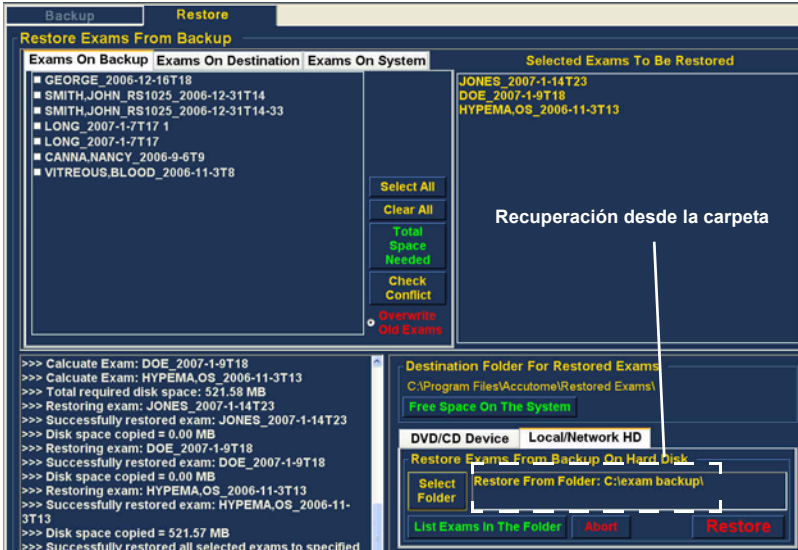 Backup
Restore
Restore Exams From Backup
Exams On Backup
Exams On Destination
Exams On System
GEORGE_2006-12-16T18
SMITH,JOHN_RS1025_2006-12-31T14
SMITH,JOHN_RS1025_2006-12-31T14-33
LONG_2007-1-7T17 1
LONG_2007-1-7T17
CANNA,NANCY_2006-9-6T9
VITREOUS,BLOOD_2006-11-3T8
Select All
Clear All
Total
Space
Needed
Check
Conflict
Overwrite
Old Exams
Selected Exams To Be Restored
JONES_2007-1-14T23
DOE_2007-1-9T18
HYPEMA,OS_2006-11-3T13
Recuperación desde la carpeta
>>> Calcuate Exam: DOE_2007-1-9T18
>>> Calcuate Exam: HYPEMA,OS_2006-11-3T13
>>> Total required disk space: 521.58 MB
>>> Restoring exam: JONES_2007-1-14T23
>>> Successfully restored exam: JONES_2007-1-14T23
>>> Disk space copied = 0.00 MB
>>> Restoring exam: DOE_2007-1-9T18
>>> Successfully restored exam: DOE_2007-1-9T18
>>> Disk space copied = 0.00 MB
>>> Restoring exam: HYPEMA,OS_2006-11-3T13
>>> Successfully restored exam: HYPEMA,OS_2006-11-
3T13
>>> Disk space copied = 521.57 MB
>>> Successfully restored all selected exams to specified
Destination Folder For Restored Exams
C:\Program Files\Accutome\Restored Exams\
Free Space On The System
DVD/CD Device
Local/Network HD
Restore Exams From Backup On Hard Disk
Select
Folder
Restore From Folder: C:\exam backup\
List Exams In The Folder
Abort
Restore